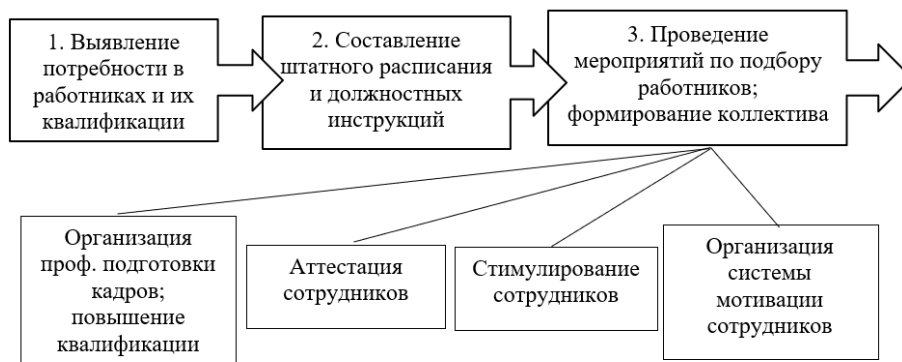 1. Выявление
потребности в
работниках и их
квалификации
2. Составление
штатного расписания
и должностных
инструкций
3. Проведение
мероприятий по подбору
работников;
формирование коллектива
Организация
проф. подготовки
кадров;
повышение
квалификации
Аттестация
сотрудников
Стимулирование
сотрудников
Организация
системы
мотивации
сотрудников